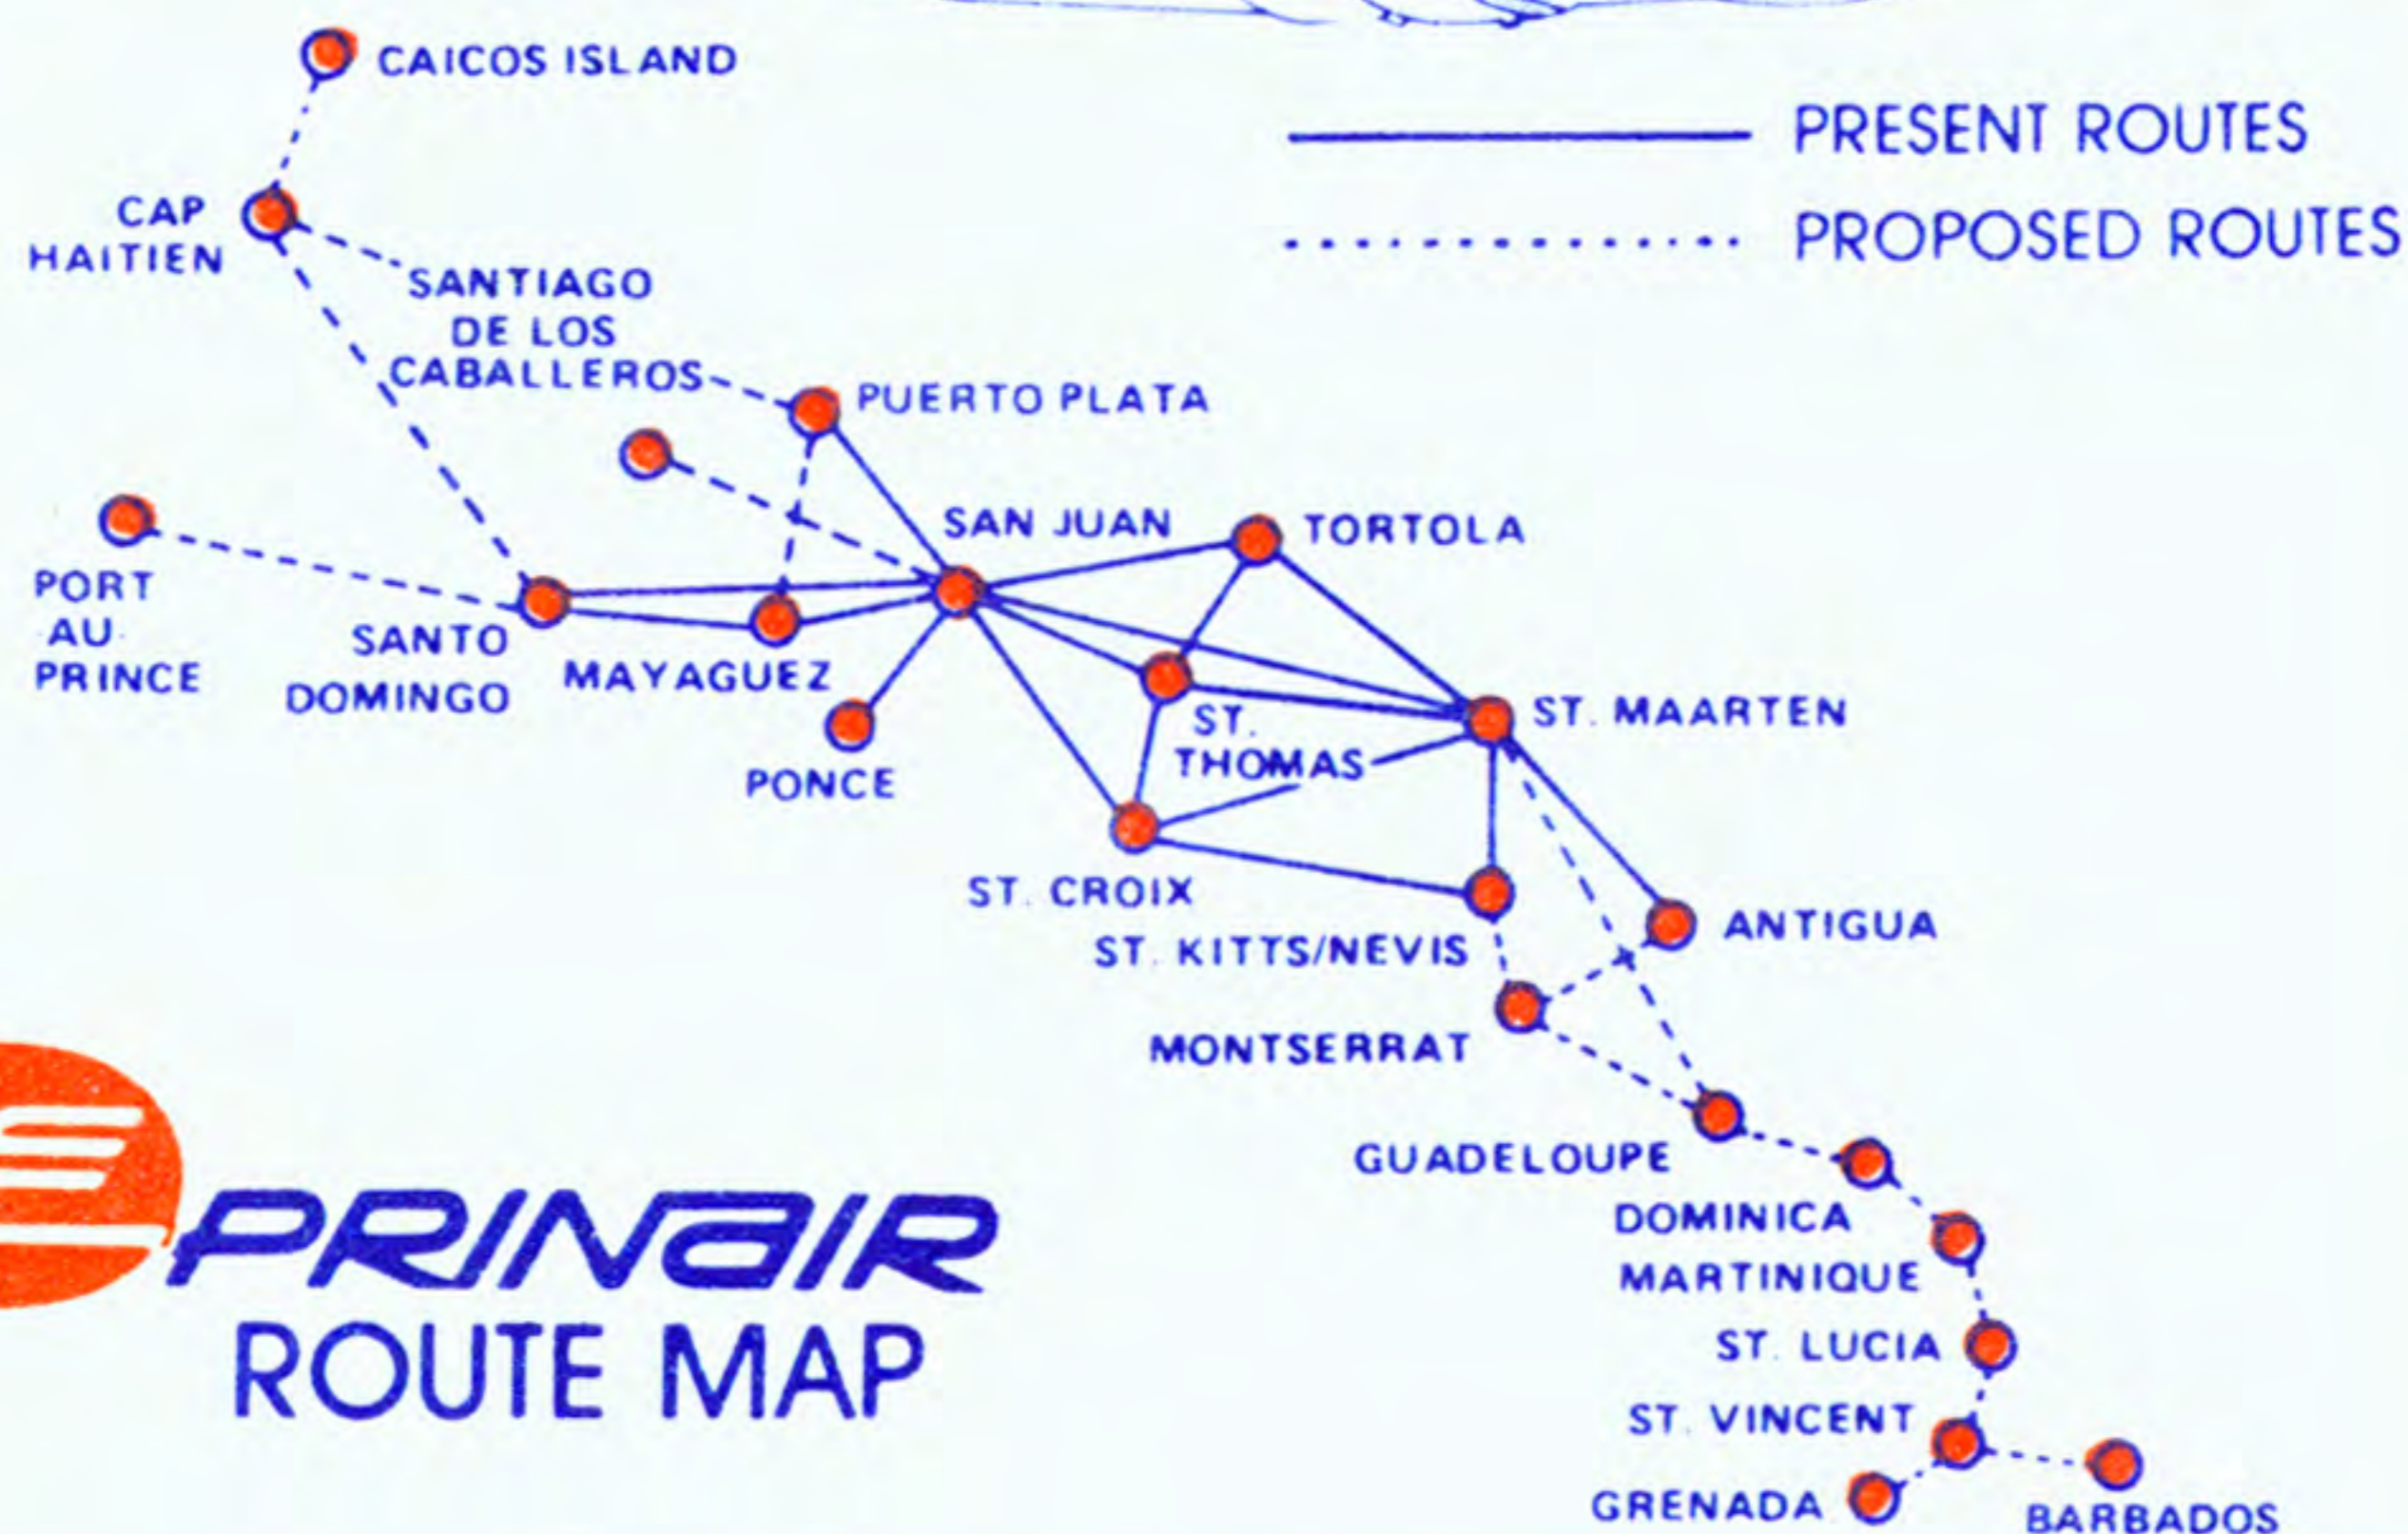 CAICOS ISLAND
PRESENT ROUTES
PROPOSED ROUTES
CAP
HAITIEN
SANTIAGO
DE LOS
CABALLEROS
PUERTO PLATA
SAN JUAN
TORTOLA
PORT
AU
PRINCE
SANTO
DOMINGO
MAYAGUEZ
PONCE
ST.
THOMAS
ST. MAARTEN
ST. CROIX
ST. KITTS/NEVIS
ANTIGUA
MONTSERRAT
GUADELOUPE
DOMINICA
MARTINIQUE
ST. LUCIA
ST. VINCENT
GRENADA
BARBADOS
PRINAIR
ROUTE MAP